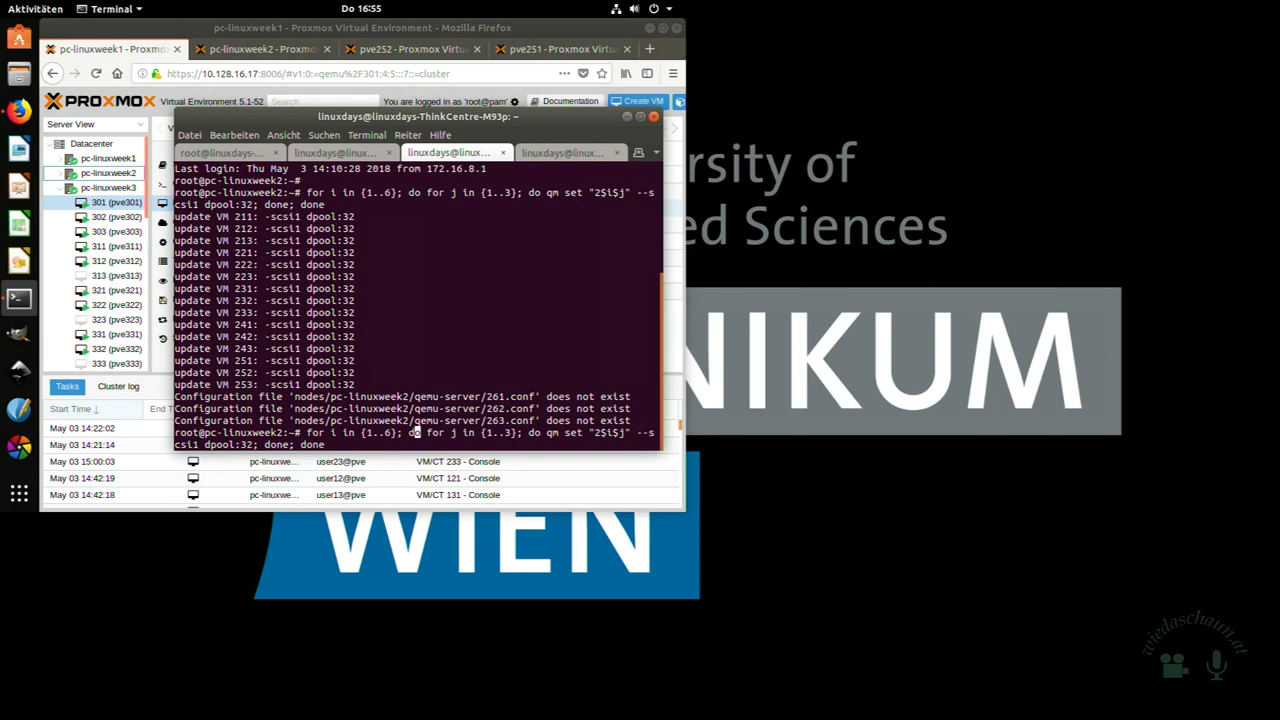 Aktivitäten Terminal Do 16:55
pc-linuxweek1 - Proxmox Virtual Environment - Mozilla Firefox
pc-linuxweek1 - Proxmo pc-linuxweek2 - Proxmo pve252 - Proxmox Virtu pve251 - Proxmox Virtu
https://10.128.16.17:8006/#v1:0:=qemu%2F301:4:5:::7::=cluster
PROXMOX Virtual Environment 5.1-52 Search You are logged in as 'root@pam' Documentation Create VM
Server View
Datacenter
pc-linuxweek1
pc-linuxweek2
pc-linuxweek3
301 (pve301)
302 (pve302)
303 (pve303)
311 (pve311)
312 (pve312)
313 (pve313)
321 (pve321)
322 (pve322)
323 (pve323)
331 (pve331)
332 (pve332)
333 (pve333)
linuxdays@linuxdays-ThinkCentre-M93p: ~
Datei Bearbeiten Ansicht Suchen Terminal Reiter Hilfe
root@linuxdays-... linuxdays@linux... linuxdays@linux... linuxdays@linux...
Last login: Thu May  3 14:10:28 2018 from 172.16.8.1
root@pc-linuxweek2:~#
root@pc-linuxweek2:~# for i in {1..6}; do for j in {1..3}; do qm set "2$i$j" --s
csi1 dpool:32; done; done
update VM 211: -scsi1 dpool:32
update VM 212: -scsi1 dpool:32
update VM 213: -scsi1 dpool:32
update VM 221: -scsi1 dpool:32
update VM 222: -scsi1 dpool:32
update VM 223: -scsi1 dpool:32
update VM 231: -scsi1 dpool:32
update VM 232: -scsi1 dpool:32
update VM 233: -scsi1 dpool:32
update VM 241: -scsi1 dpool:32
update VM 242: -scsi1 dpool:32
update VM 243: -scsi1 dpool:32
update VM 251: -scsi1 dpool:32
update VM 252: -scsi1 dpool:32
update VM 253: -scsi1 dpool:32
Configuration file 'nodes/pc-linuxweek2/qemu-server/261.conf' does not exist
Configuration file 'nodes/pc-linuxweek2/qemu-server/262.conf' does not exist
Configuration file 'nodes/pc-linuxweek2/qemu-server/263.conf' does not exist
root@pc-linuxweek2:~# for i in {1..6}; do for j in {1..3}; do qm set "2$i$j" --s
csi1 dpool:32; done; done
Tasks Cluster log
Start Time End T
May 03 14:22:02
May 03 14:21:14
May 03 15:00:03 pc-linuxwe... user23@pve VM/CT 233 - Console
May 03 14:42:19 pc-linuxwe... user12@pve VM/CT 121 - Console
May 03 14:42:18 pc-linuxwe... user13@pve VM/CT 131 - Console
ersity of
ed Sciences
NIKUM
WIEN
wiedaschaun.at